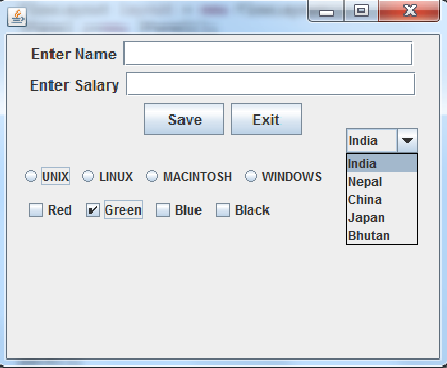 Enter Name
Enter Salary
Save Exit
India
India
Nepal
China
Japan
Bhutan
UNIX LINUX MACINTOSH WINDOWS
Red Green Blue Black